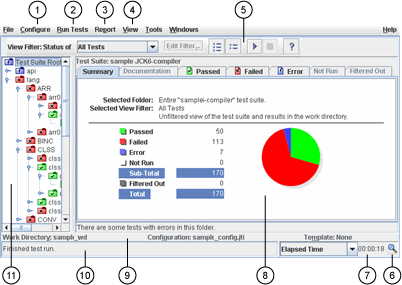 1 2 3 4 5
File Configure Run Tests Report View Tools Windows Help
View Filter: Status of All Tests Edit Filter... ?
Test Suite Root
api
lang
ARR
arr0
arr0
BINC
CLSS
clss
clss
clss
CONV
Test Suite: sample JCK6-compiler
Summary Documentation Passed Failed Error Not Run Filtered Out
Selected Folder: Entire "sample-compiler" test suite.
Selected View Filter: All Tests
Unfiltered view of the test suite and results in the work directory.
Passed 50
Failed 113
Error 7
Not Run 0
Sub-Total 170
Filtered Out 0
Total 170
There are some tests with errors in this folder.
Work Directory: sampli_wd Configuration: sampli_config.jti Template: None
Finished test run. Elapsed Time 00:00:18
11 10 9 8 7 6